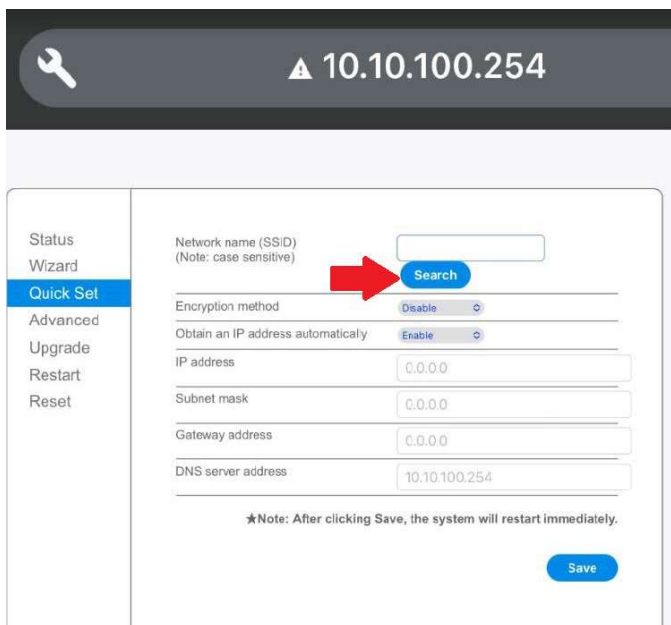 10.10.100.254
Status
Wizard
Quick Set
Advanced
Upgrade
Restart
Reset
Network name (SSID)
(Note: case sensitive)
Search
Encryption method
Disable
Obtain an IP address automatically
Enable
IP address
0.0.0.0
Subnet mask
0.0.0.0
Gateway address
0.0.0.0
DNS server address
10.10.100.254
★Note: After clicking Save, the system will restart immediately.
Save